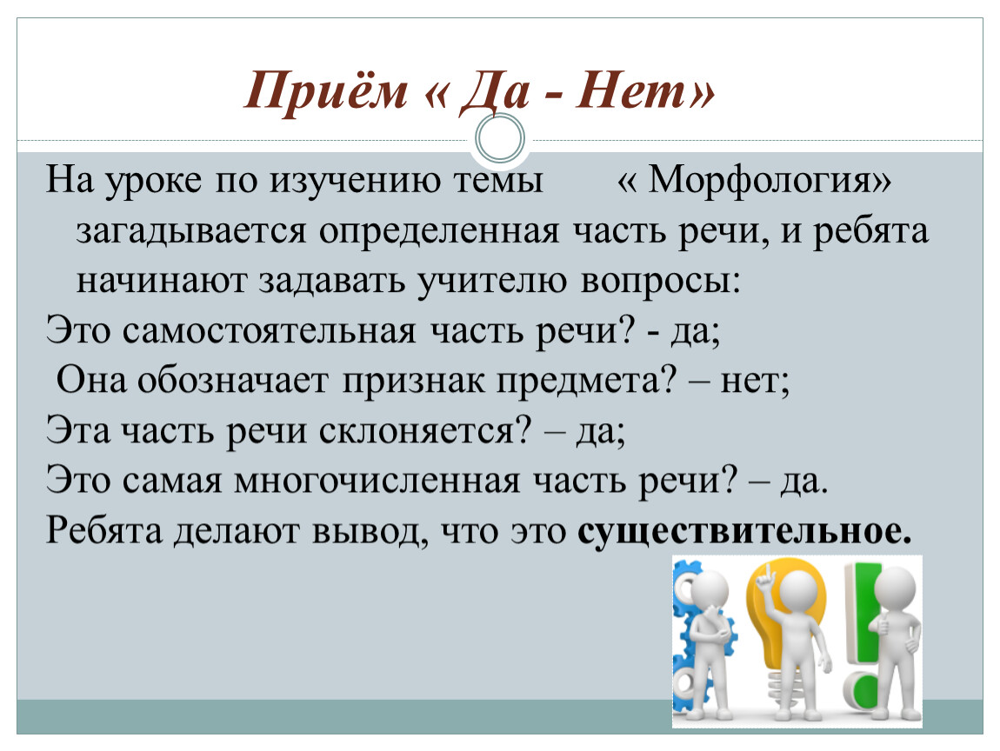 Приём « Да - Нет»
На уроке по изучению темы « Морфология»
загадывается определенная часть речи, и ребята
начинают задавать учителю вопросы:
Это самостоятельная часть речи? - да;
Она обозначает признак предмета? – нет;
Эта часть речи склоняется? – да;
Это самая многочисленная часть речи? – да.
Ребята делают вывод, что это существительное.